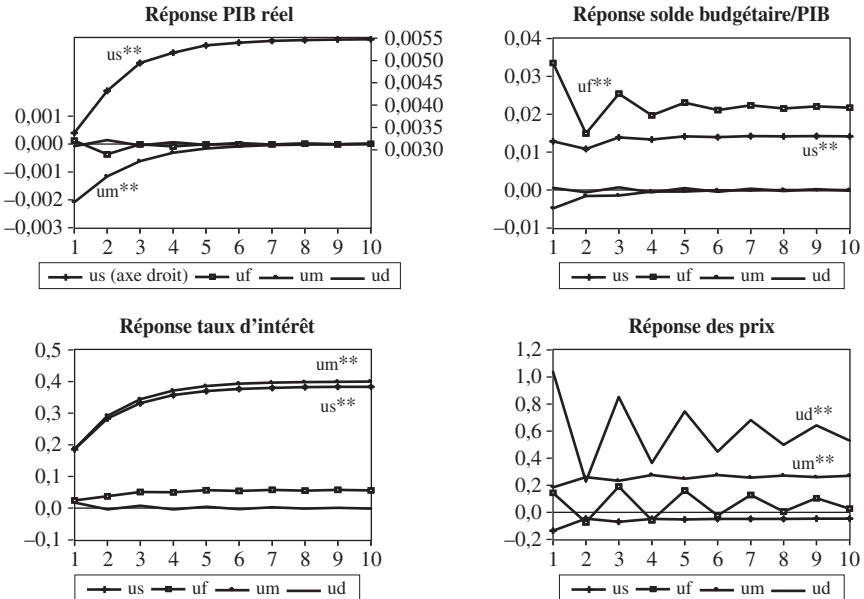 Réponse PIB réel
0,001
0,000
–0,001
–0,002
–0,003
0,0055
0,0050
0,0045
0,0040
0,0035
0,0030
us**
um**
1 2 3 4 5 6 7 8 9 10
us (axe droit) uf um ud
Réponse solde budgétaire/PIB
0,04
0,03
0,02
0,01
0,00
–0,01
uf**
us**
1 2 3 4 5 6 7 8 9 10
us uf um ud
Réponse taux d'intérêt
0,5
0,4
0,3
0,2
0,1
0,0
–0,1
um**
us**
1 2 3 4 5 6 7 8 9 10
us uf um ud
Réponse des prix
1,2
1,0
0,8
0,6
0,4
0,2
0,0
–0,2
ud**
um**
1 2 3 4 5 6 7 8 9 10
us uf um ud